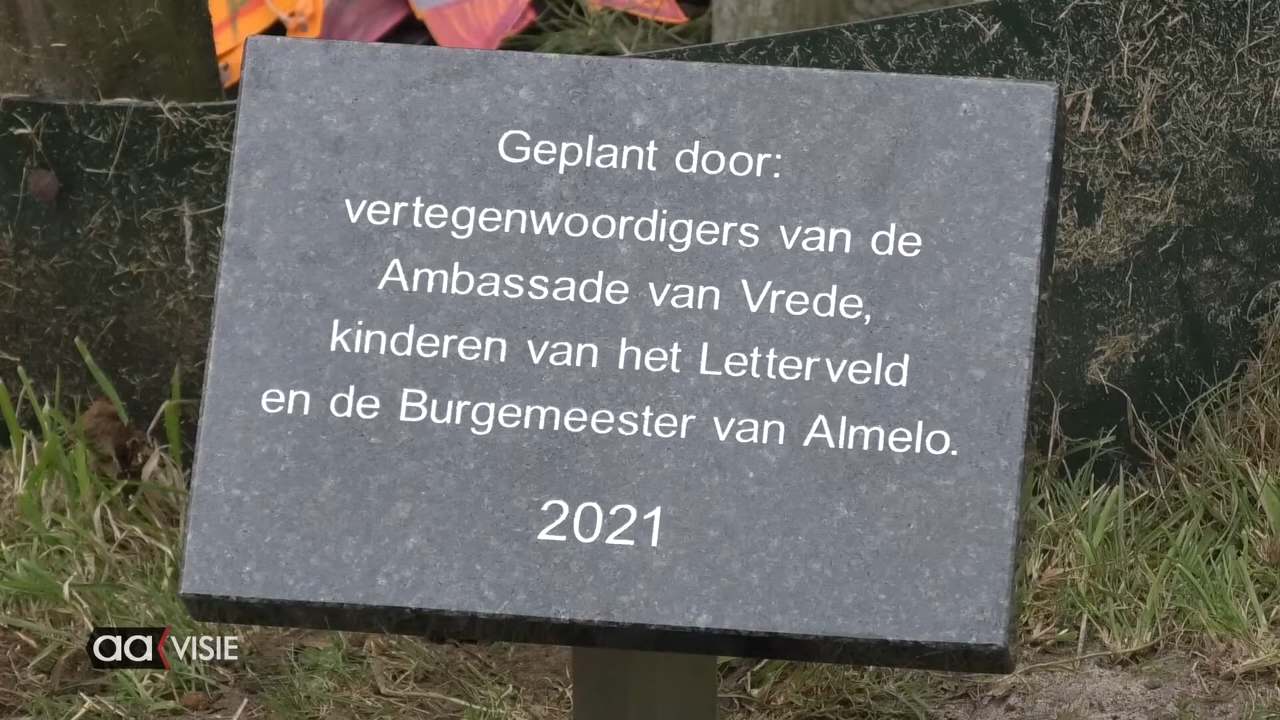 Geplant door:
vertegenwoordigers van de
Ambassade van Vrede,
kinderen van het Letterveld
en de Burgemeester van Almelo.
2021
aa VISIE